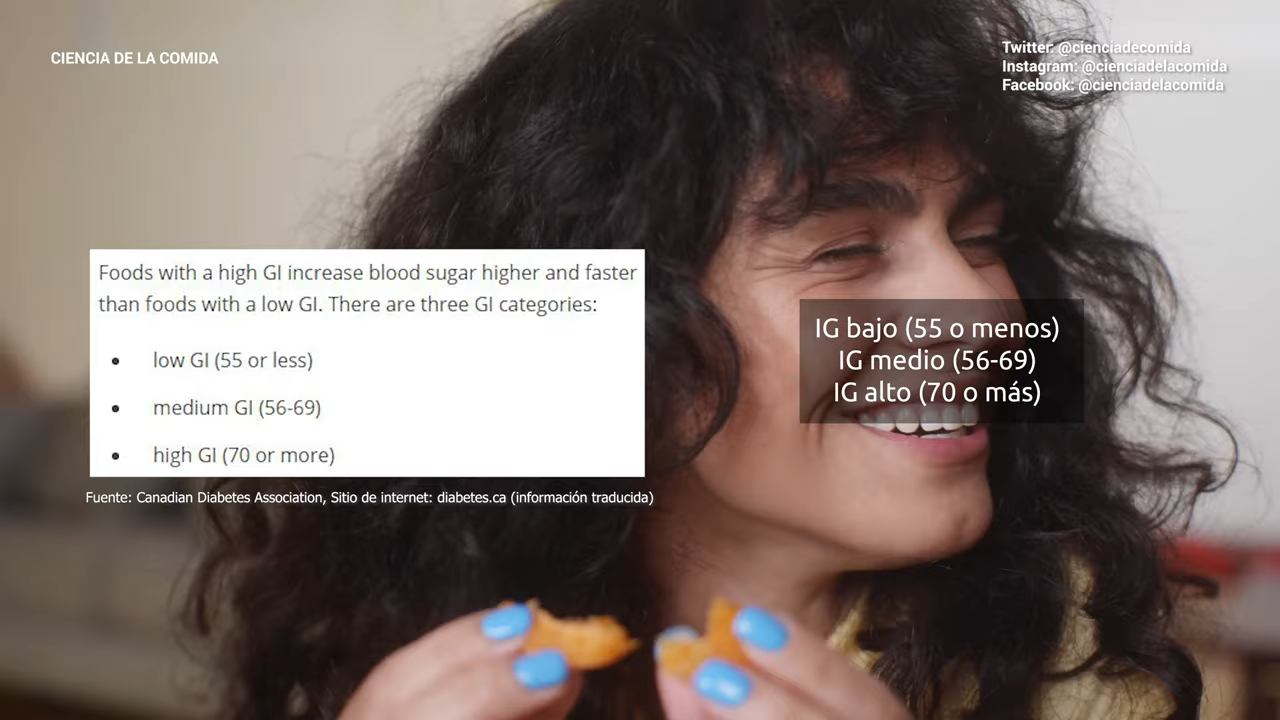 CIENCIA DE LA COMIDA
Twitter: @cienciadecomida
Instagram: @cienciadelacomida
Facebook: @cienciadelacomida
Foods with a high GI increase blood sugar higher and faster
than foods with a low GI. There are three GI categories:
• low GI (55 or less)
• medium GI (56-69)
• high GI (70 or more)
Fuente: Canadian Diabetes Association, Sitio de internet: diabetes.ca (información traducida)
IG bajo (55 o menos)
IG medio (56-69)
IG alto (70 o más)